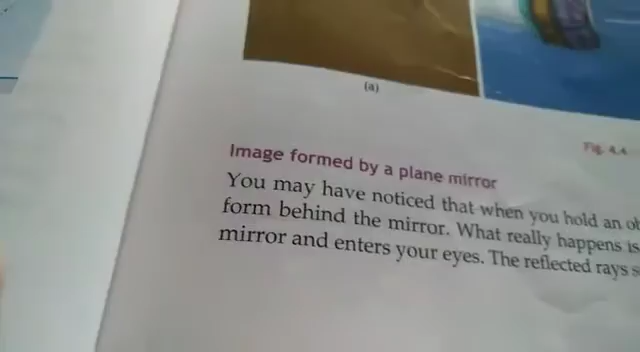 (a)
Fig. 4.4
Image formed by a plane mirror
You may have noticed that when you hold an
form behind the mirror. What really happens is
mirror and enters your eyes. The reflected rays